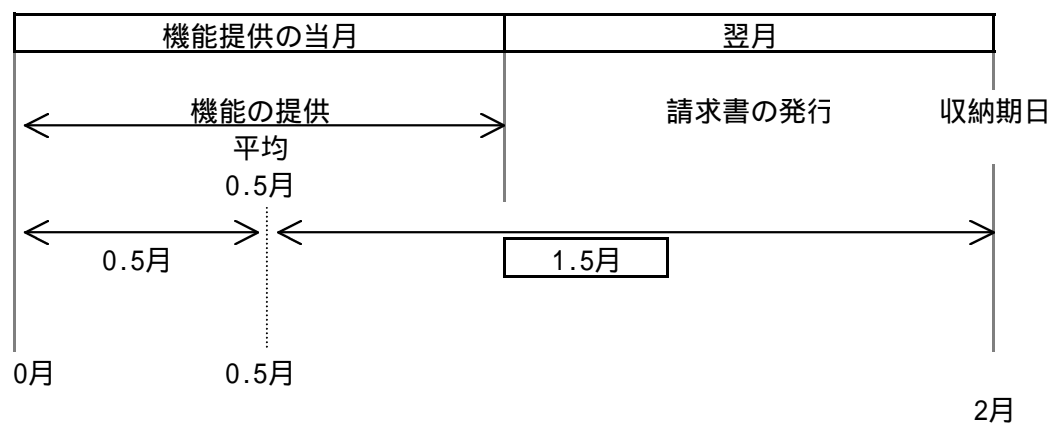 機能提供の当月 翌月
機能の提供 請求書の発行 収納期日
平均
0.5月
0.5月 1.5月
0月 0.5月
2月